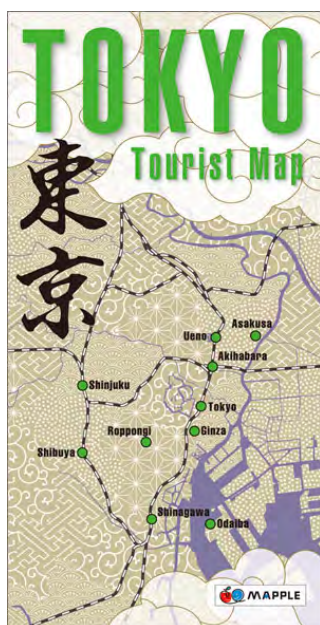 TOKYO
Tourist Map
東京
Ueno
Asakusa
Akihabara
Shinjuku
Tokyo
Ginza
Roppongi
Shibuya
Shinagawa
Odaiba
MAPPLE